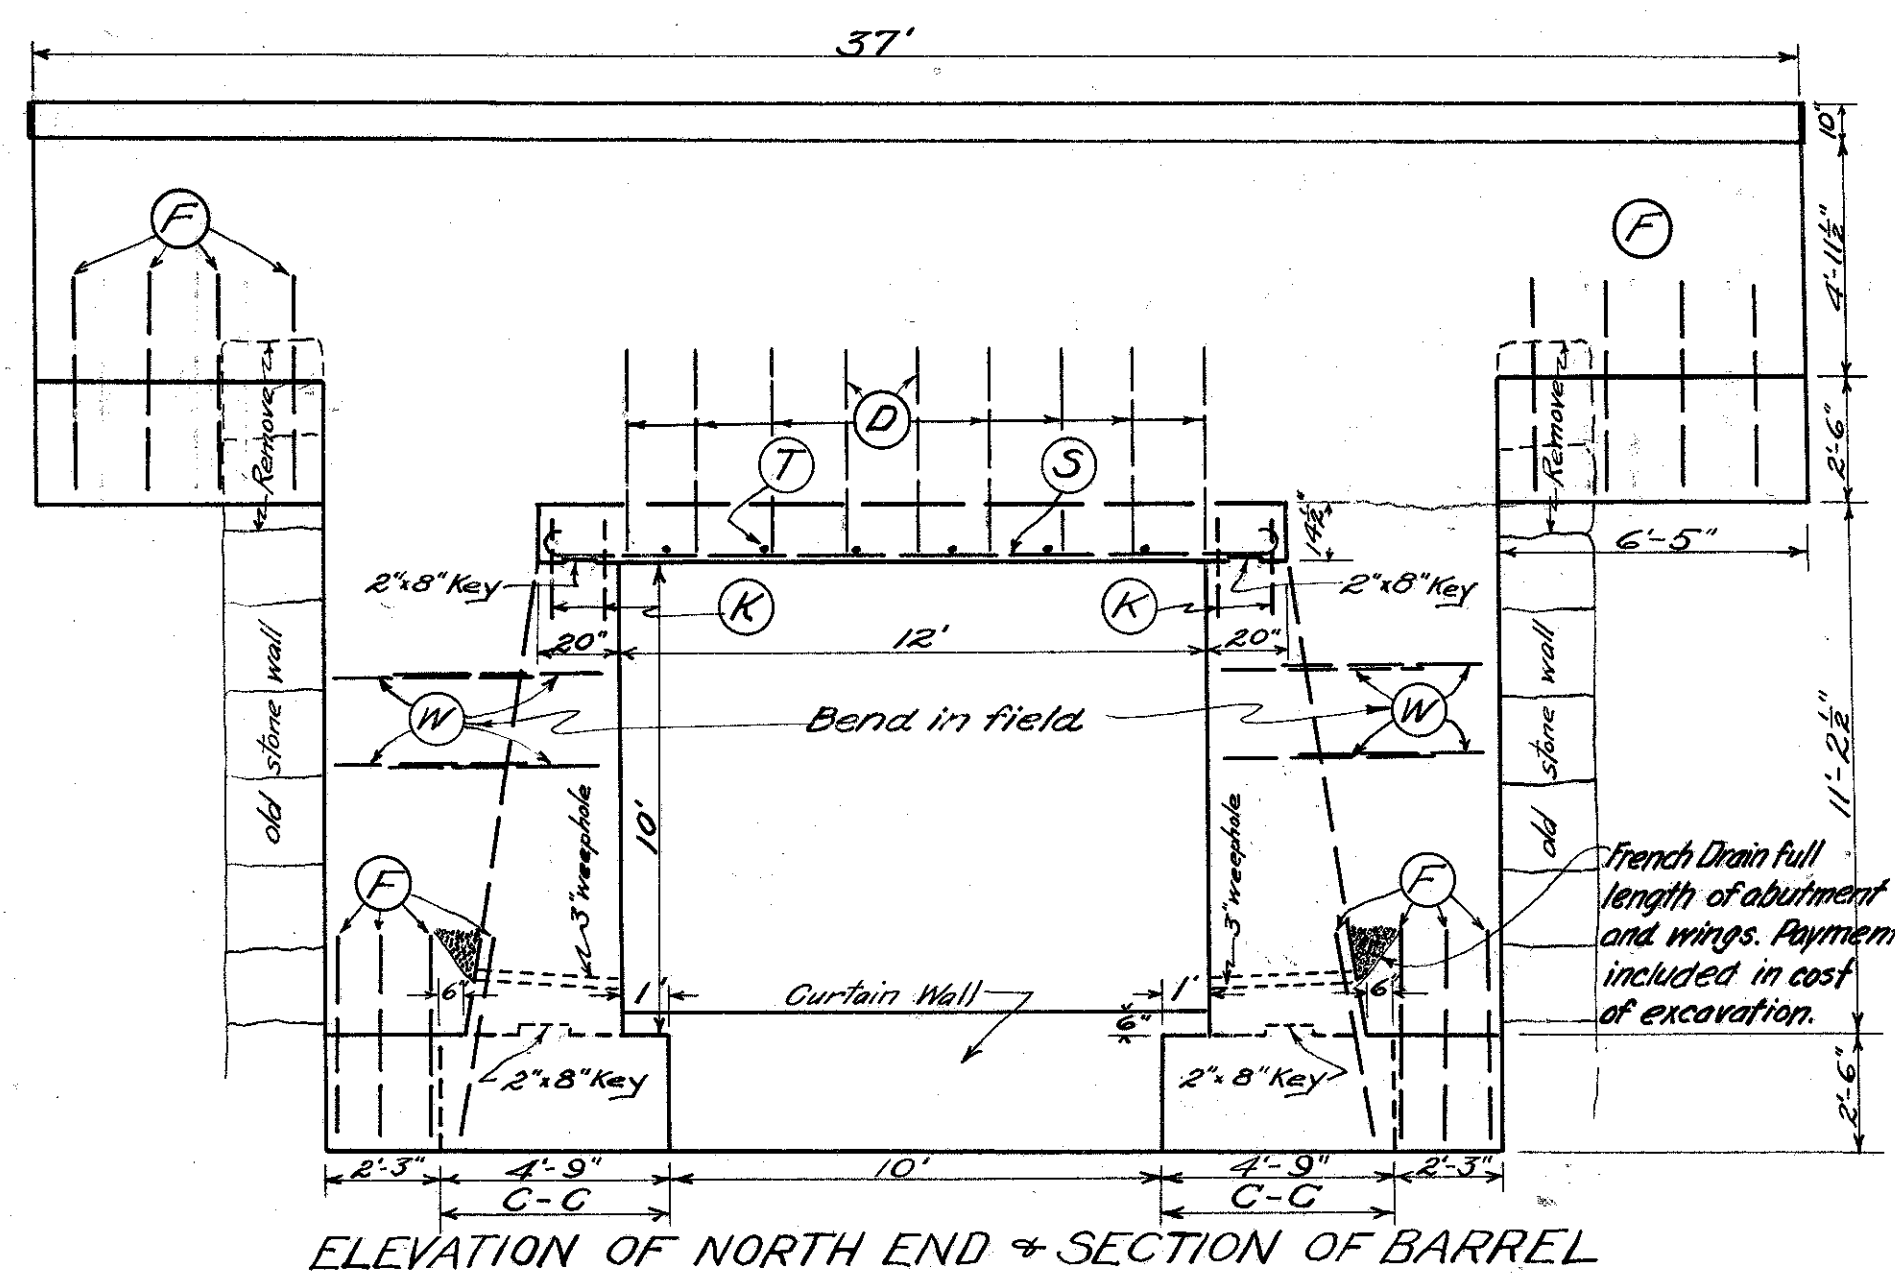 37'
10"
F
F
4'-11½"
Remove
Remove
2'-6"
D
T
S
14½"
6'-5"
2"x8" Key
K
K
2"x8" Key
20"
12'
20"
old stone wall
old stone wall
W
Bend in field
W
11'-2½"
10'
3" weephole
3" weephole
F
F
French Drain full
length of abutment
and wings. Paymen
included in cost
of excavation.
6"
1'
Curtain Wall
1'
6"
6"
2"x8" Key
2"x8" Key
2'-6"
2'-3"
4'-9"
10'
4'-9"
2'-3"
C-C
C-C
ELEVATION OF NORTH END & SECTION OF BARREL